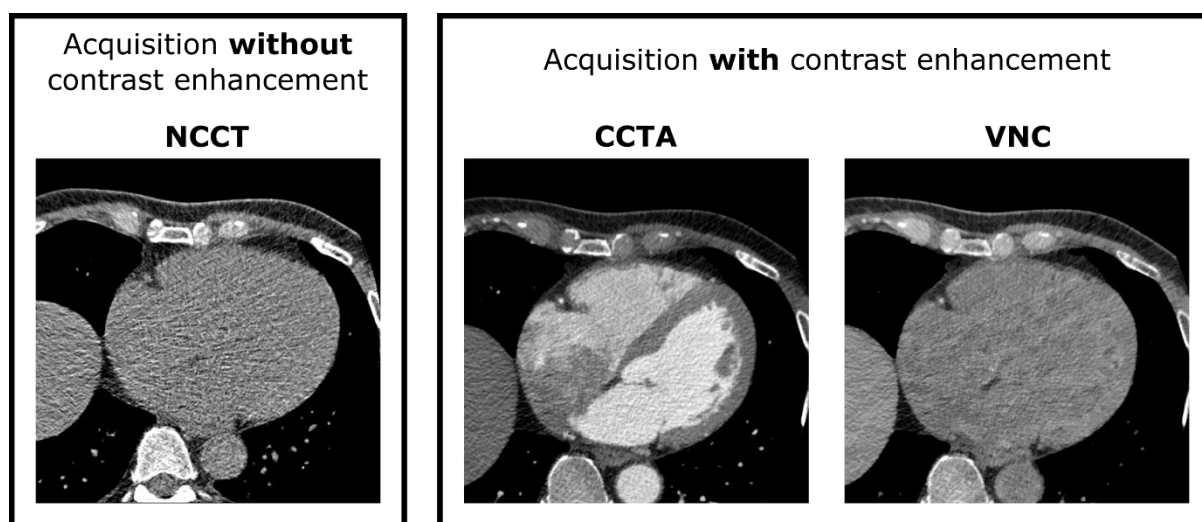 Acquisition without
contrast enhancement
NCCT
Acquisition with contrast enhancement
CCTA
VNC